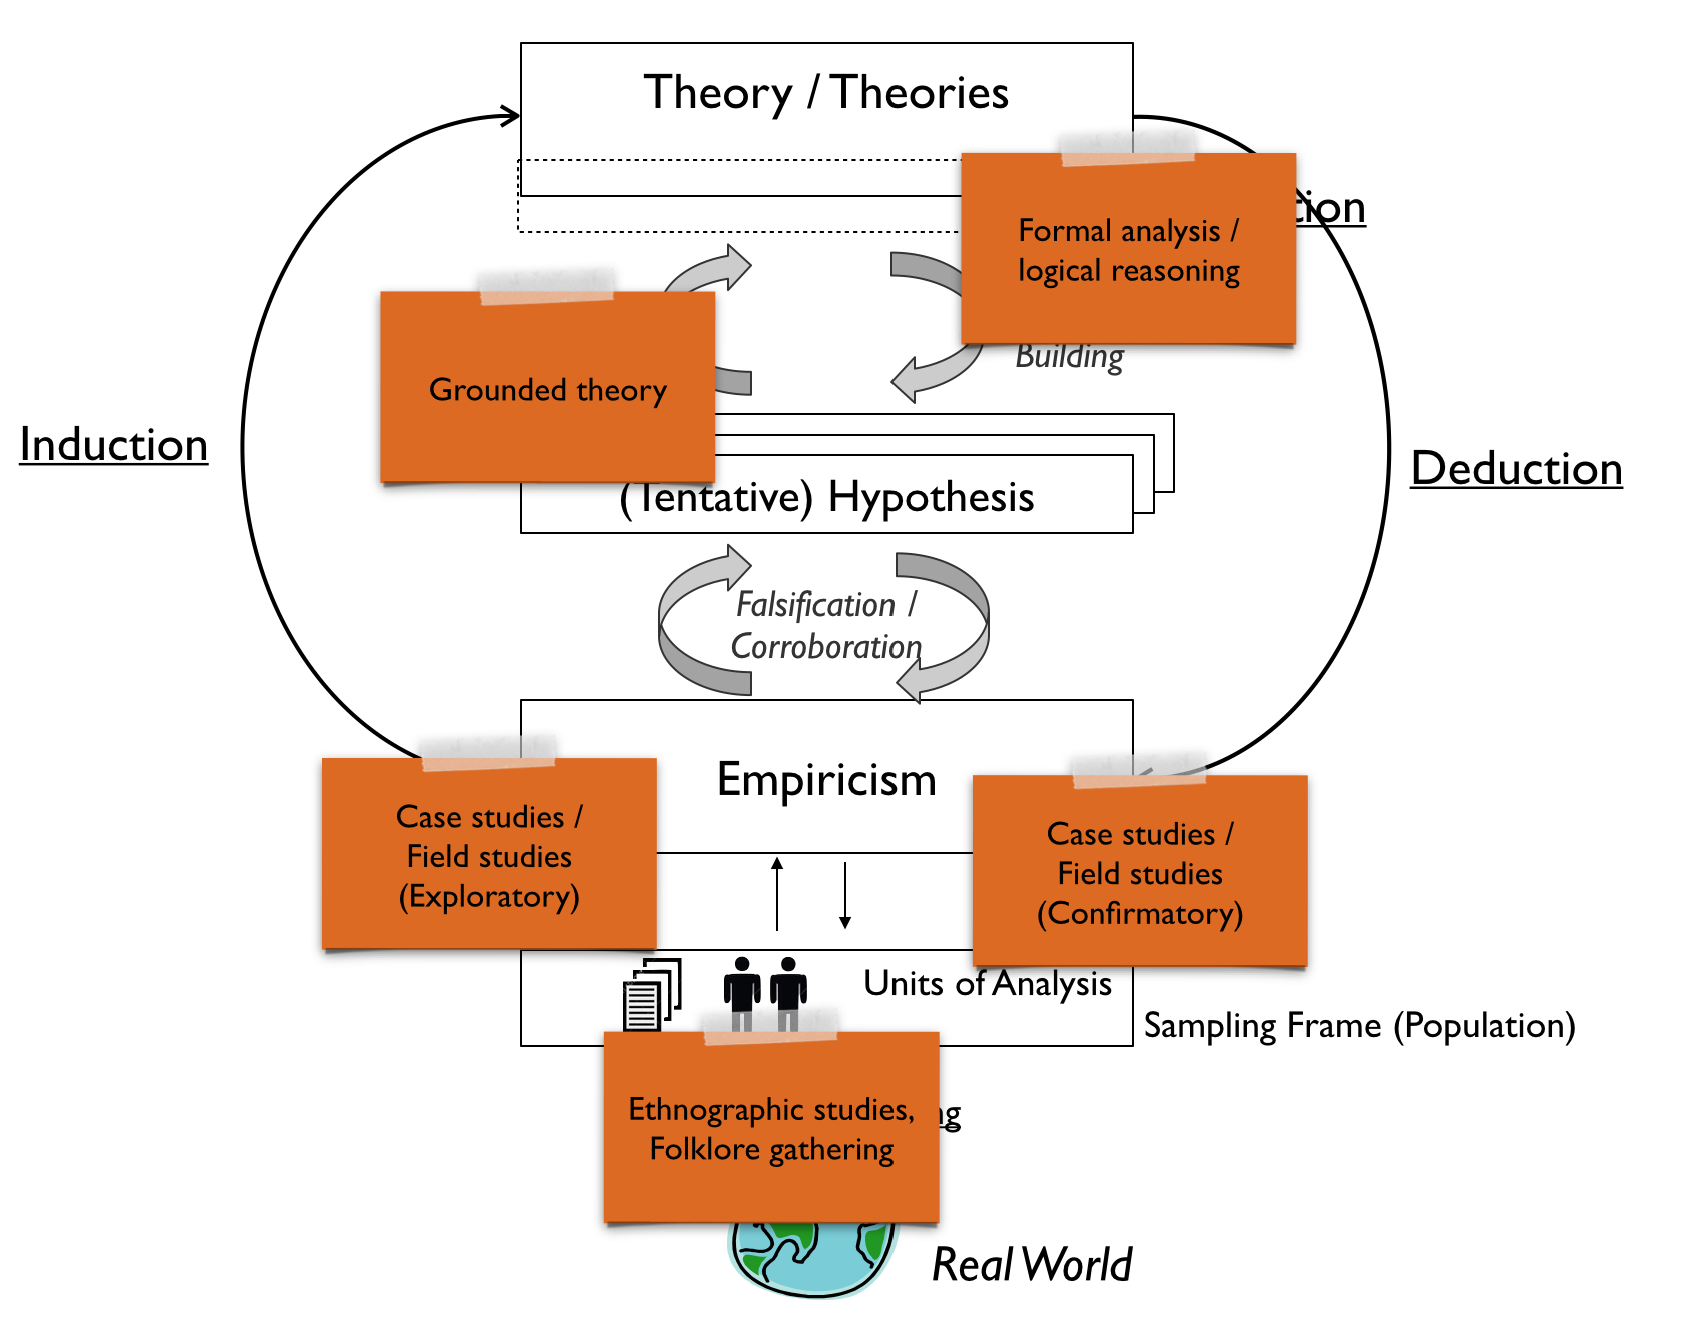 Theory / Theories
tion
Formal analysis /
logical reasoning
Building
Grounded theory
Induction
Deduction
(Tentative) Hypothesis
Falsification /
Corroboration
Empiricism
Case studies /
Field studies
(Exploratory)
Case studies /
Field studies
(Confirmatory)
Units of Analysis
Sampling Frame (Population)
Ethnographic studies,
Folklore gathering
Real World